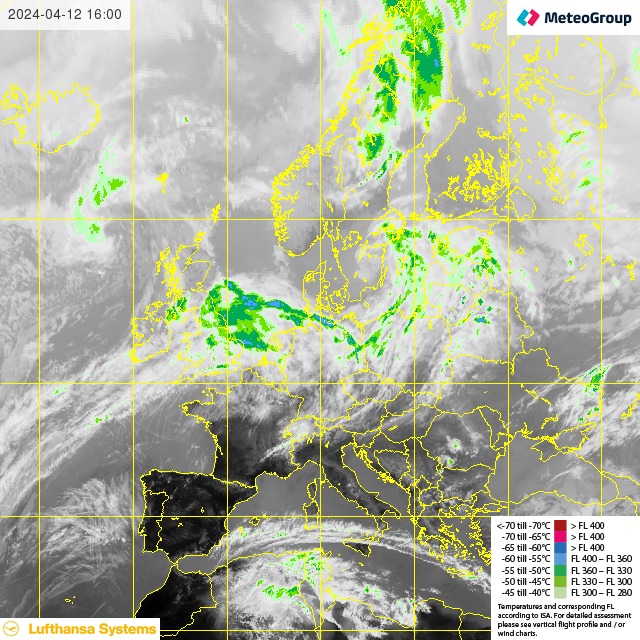 2024-04-12 16:00
MeteoGroup
<-70 till -70°C > FL 400
-70 till -65°C > FL 400
-65 till -60°C > FL 400
-60 till -55°C FL 400 – FL 360
-55 till -50°C FL 360 – FL 330
-50 till -45°C FL 330 – FL 300
-45 till -40°C FL 300 – FL 280
Temperatures and corresponding FL
according to ISA. For detailed assessment
please see vertical flight profile and / or
wind charts.
Lufthansa Systems